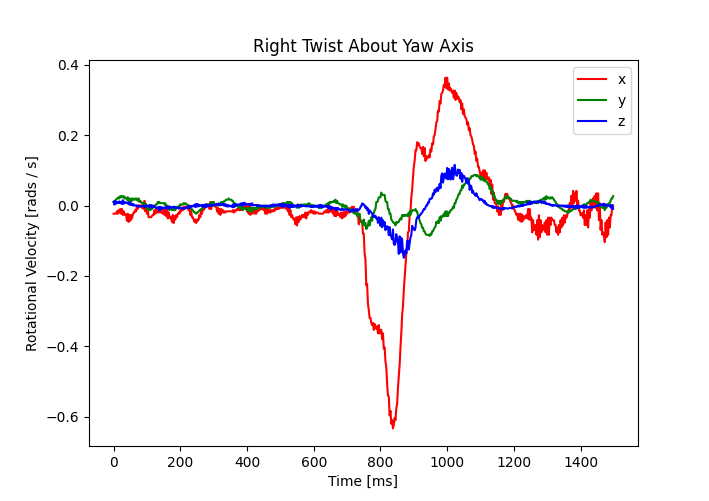 Right Twist About Yaw Axis
0.4
0.2
0.0
−0.2
−0.4
−0.6
Rotational Velocity [rads / s]
x
y
z
0 200 400 600 800 1000 1200 1400
Time [ms]